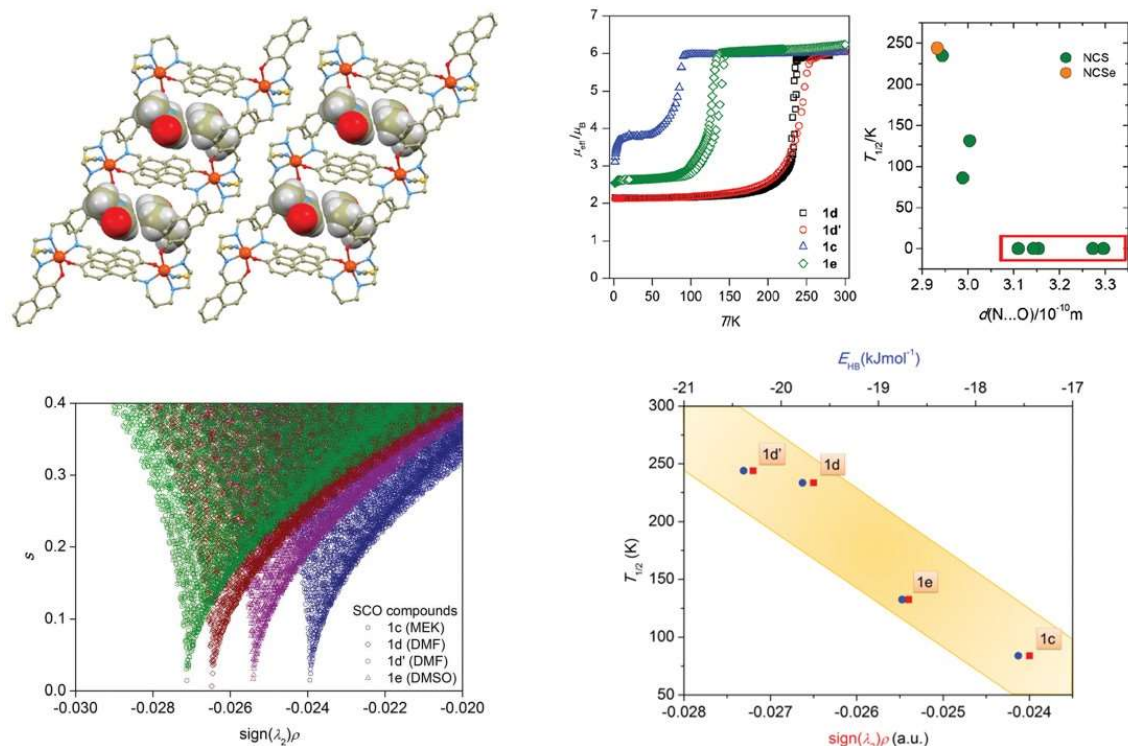 μeff/μB
7
6
5
4
3
2
1
0
0 50 100 150 200 250 300
T/K
1d
1d'
1c
1e
T1/2/K
250
225
200
175
150
125
100
75
50
25
0
2.9 3.0 3.1 3.2 3.3
d(N...O)/10⁻¹⁰m
NCS
NCSe
s
0.4
0.3
0.2
0.1
0.0
-0.030 -0.028 -0.026 -0.024 -0.022 -0.020
sign(λ2)ρ
SCO compounds
1c (MEK)
1d (DMF)
1d' (DMF)
1e (DMSO)
EHB(kJmol⁻¹)
-21 -20 -19 -18 -17
T1/2 (K)
300
250
200
150
100
50
1d'
1d
1e
1c
-0.028 -0.027 -0.026 -0.025 -0.024
sign(λ2)ρ (a.u.)